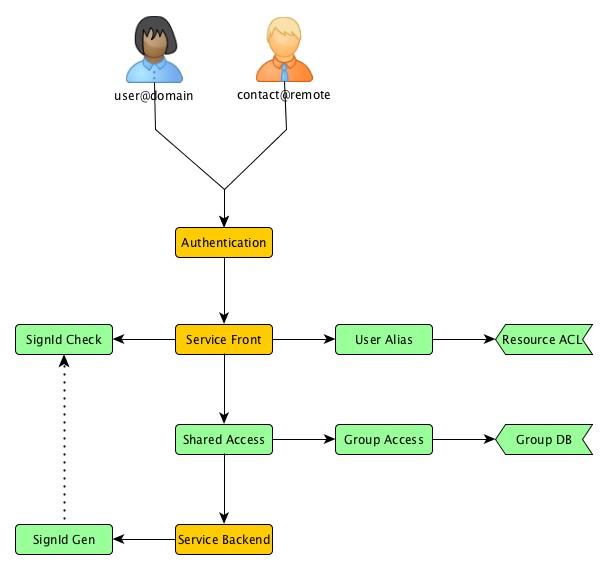 user@domain
contact@remote
Authentication
SignId Check
Service Front
User Alias
Resource ACL
Shared Access
Group Access
Group DB
SignId Gen
Service Backend